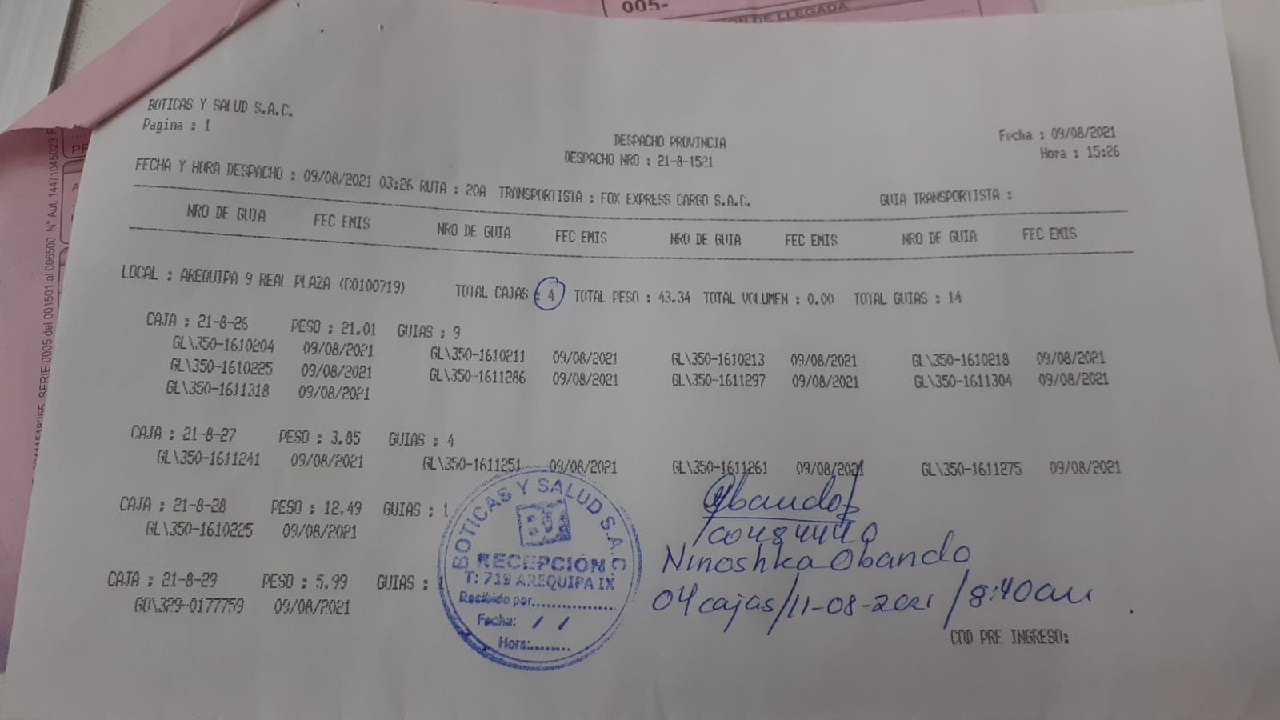 005-
DE LLEGADA
BOTICAS Y SALUD S.A.C.
Pagina : 1
Fecha : 09/08/2021
Hora : 15:26
DESPACHO PROVINCIA
DESPACHO NRO : 21-8-1521
FECHA Y HORA DESPACHO : 09/08/2021 03:26 RUTA : 20A TRANSPORTISTA : FOX EXPRESS CARGO S.A.C. GUIA TRANSPORTISTA :
NRO DE GUIA FEC EMIS NRO DE GUIA FEC EMIS NRO DE GUIA FEC EMIS NRO DE GUIA FEC EMIS
LOCAL : AREQUIPA 9 REAL PLAZA (C0100719) TOTAL CAJAS : 4 TOTAL PESO : 43.34 TOTAL VOLUMEN : 0.00 TOTAL GUIAS : 14
CAJA : 21-8-26 PESO : 21.01 GUIAS : 9
GL\350-1610204 09/08/2021 GL\350-1610211 09/08/2021 GL\350-1610213 09/08/2021 GL\350-1610218 09/08/2021
GL\350-1610225 09/08/2021 GL\350-1611286 09/08/2021 GL\350-1611297 09/08/2021 GL\350-1611304 09/08/2021
GL\350-1611318 09/08/2021
CAJA : 21-8-27 PESO : 3.85 GUIAS : 4
GL\350-1611241 09/08/2021 GL\350-1611251 09/08/2021 GL\350-1611261 09/08/2021 GL\350-1611275 09/08/2021
CAJA : 21-8-28 PESO : 12.49 GUIAS : 1
GL\350-1610225 09/08/2021
CAJA : 21-8-29 PESO : 5.99 GUIAS :
GO\329-0177759 09/08/2021
BOTICAS Y SALUD S.A.C
RECEPCIÓN
T: 719 AREQUIPA IX
Recibido por
Fecha: / /
Hora:
Obando
Ninoshka Obando
04 cajas/11-08-2021/8:40am
COD PRE INGRESO: